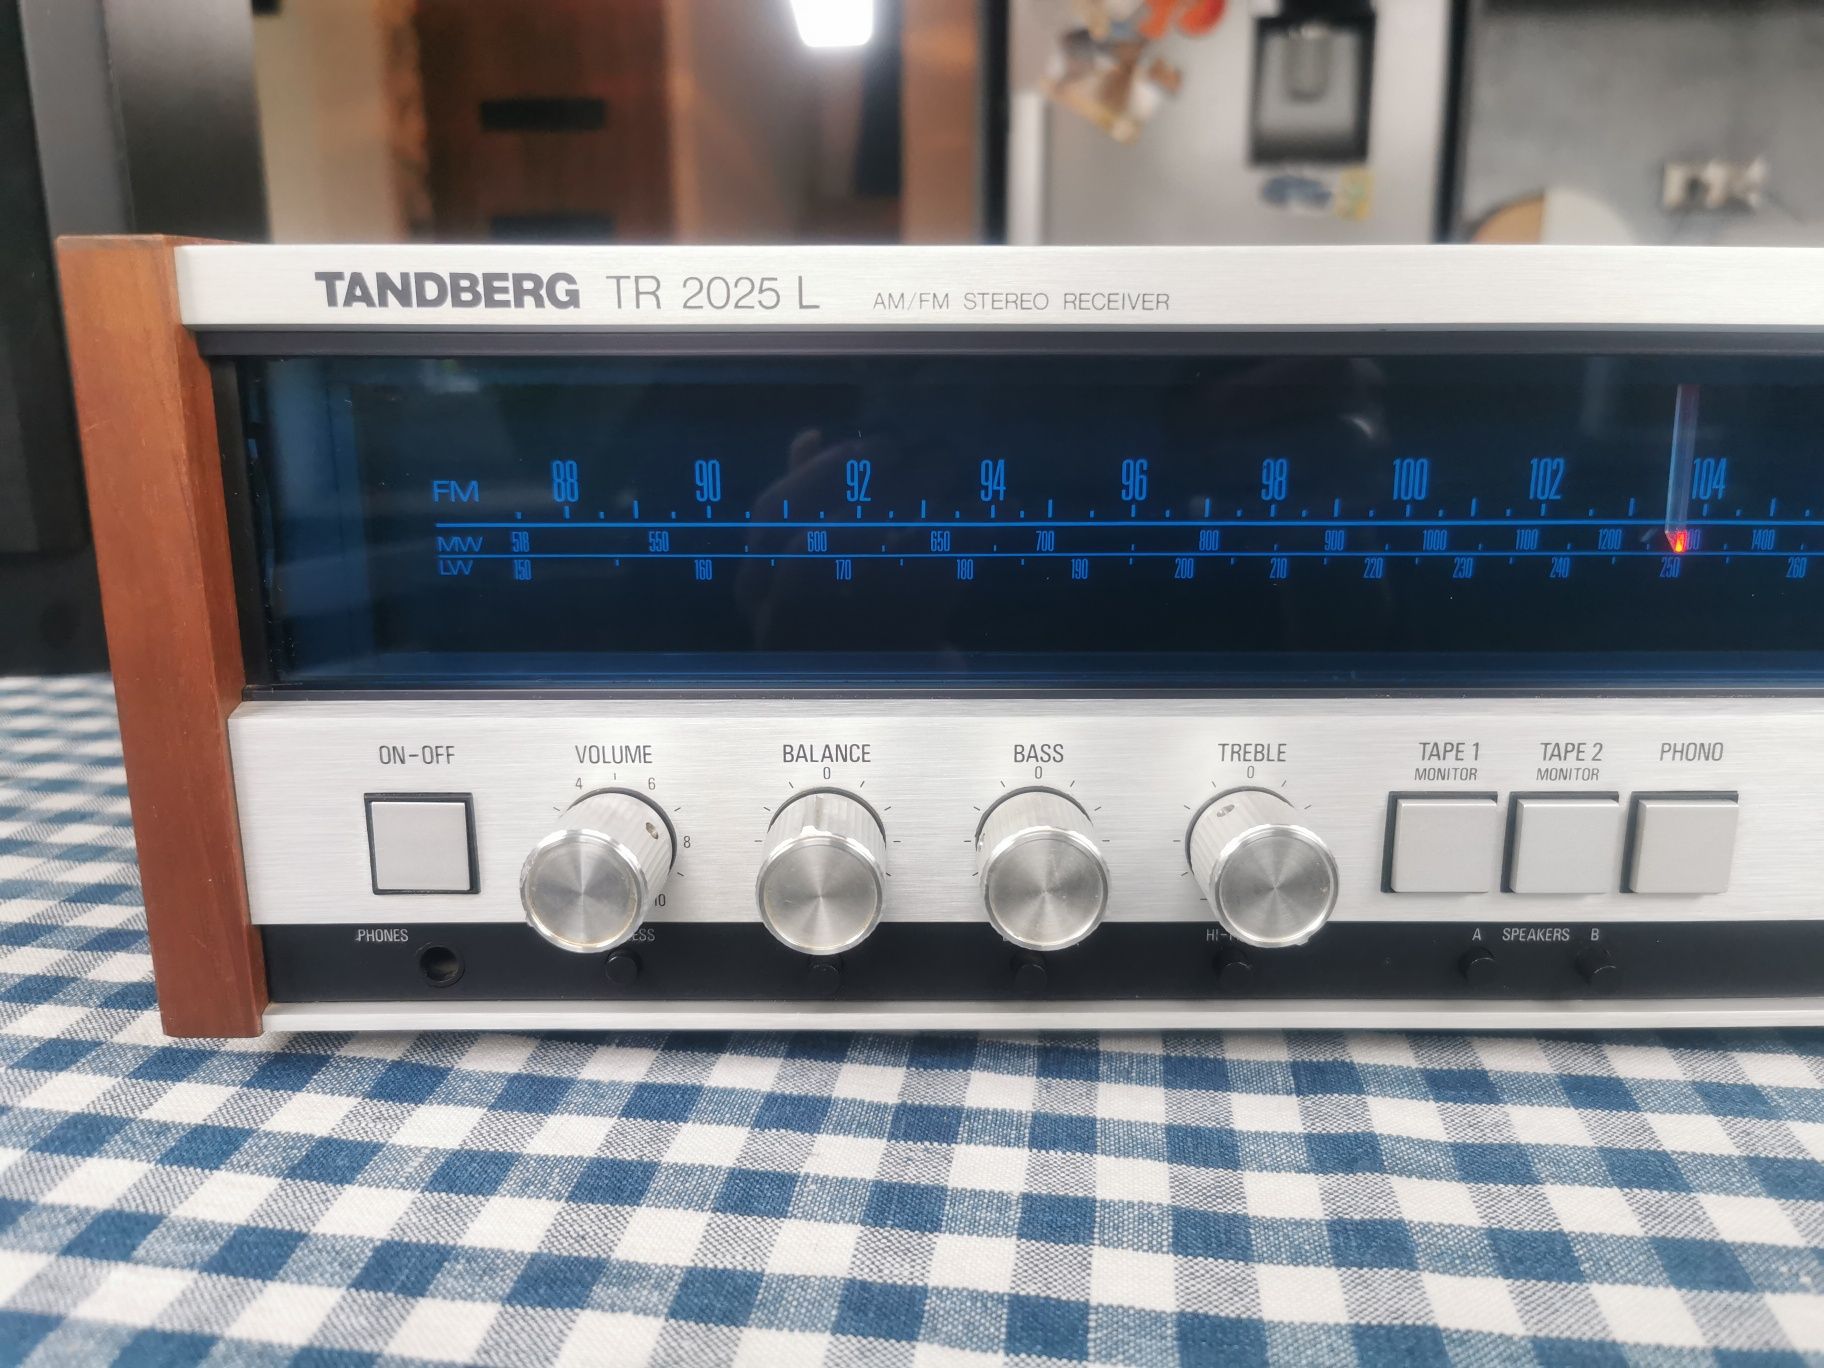 TANDBERG TR 2025 L AM/FM STEREO RECEIVER
FM 88 90 92 94 96 98 100 102 104
MW 518 550 600 650 700 800 900 1000 1100 1200 1400
LW 150 160 170 180 190 200 210 220 230 240 250 260
ON-OFF VOLUME BALANCE BASS TREBLE TAPE 1 TAPE 2 PHONO
MONITOR MONITOR
4 6 0 0 0
8
10
PHONES A SPEAKERS B